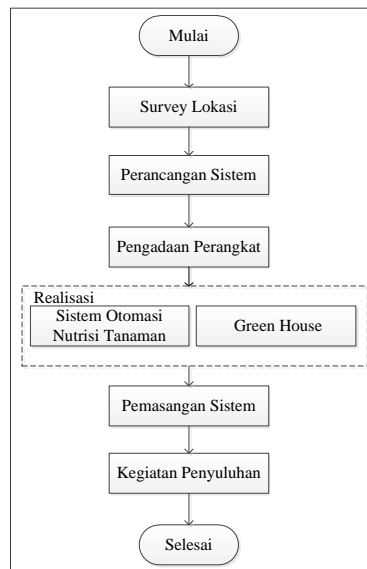 Mulai
Survey Lokasi
Perancangan Sistem
Pengadaan Perangkat
Realisasi
Sistem Otomasi
Nutrisi Tanaman
Green House
Pemasangan Sistem
Kegiatan Penyuluhan
Selesai